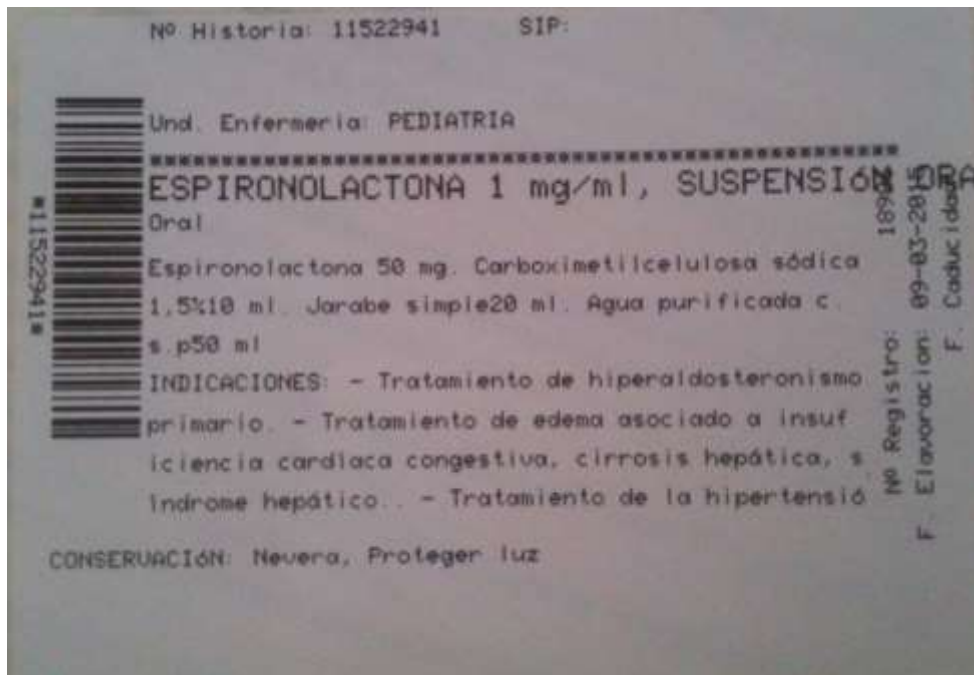 Nº Historia: 11522941 SIP:
Und. Enfermeria: PEDIATRIA
ESPIRONOLACTONA 1 mg/ml, SUSPENSIÓN ORA
Oral
Espironolactona 50 mg. Carboximetilcelulosa sódica
1,5%10 ml. Jarabe simple20 ml. Agua purificada c.
s.p50 ml
INDICACIONES: - Tratamiento de hiperaldosteronismo
primario. - Tratamiento de edema asociado a insuf
iciencia cardíaca congestiva, cirrosis hepática, s
índrome hepático.. - Tratamiento de la hipertensió
CONSERVACIÓN: Nevera, Proteger luz
*11522941*
Nº Registro:
F. Elavoracion: 09-03-2015
F. Caducidad